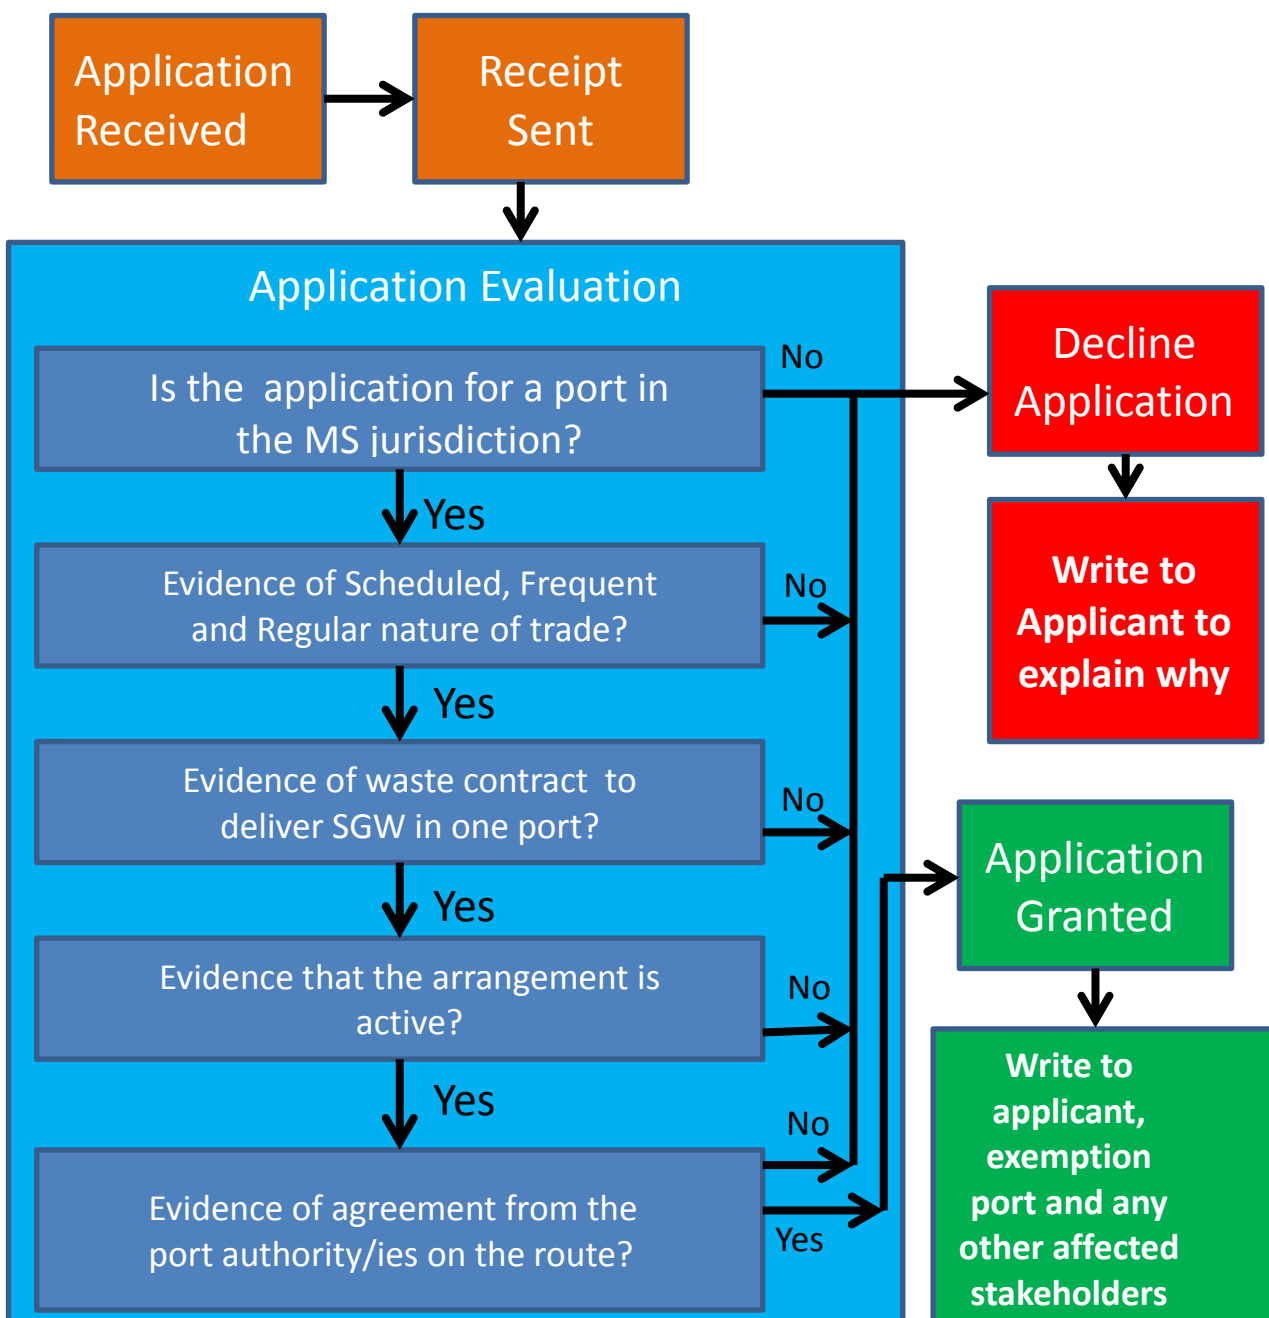 Application
Received
Receipt
Sent
Application Evaluation
Is the application for a port in
the MS jurisdiction?
No
Yes
Evidence of Scheduled, Frequent
and Regular nature of trade?
No
Yes
Evidence of waste contract to
deliver SGW in one port?
No
Yes
Evidence that the arrangement is
active?
No
Yes
Evidence of agreement from the
port authority/ies on the route?
No
Yes
Decline
Application
Write to
Applicant to
explain why
Application
Granted
Write to
applicant,
exemption
port and any
other affected
stakeholders